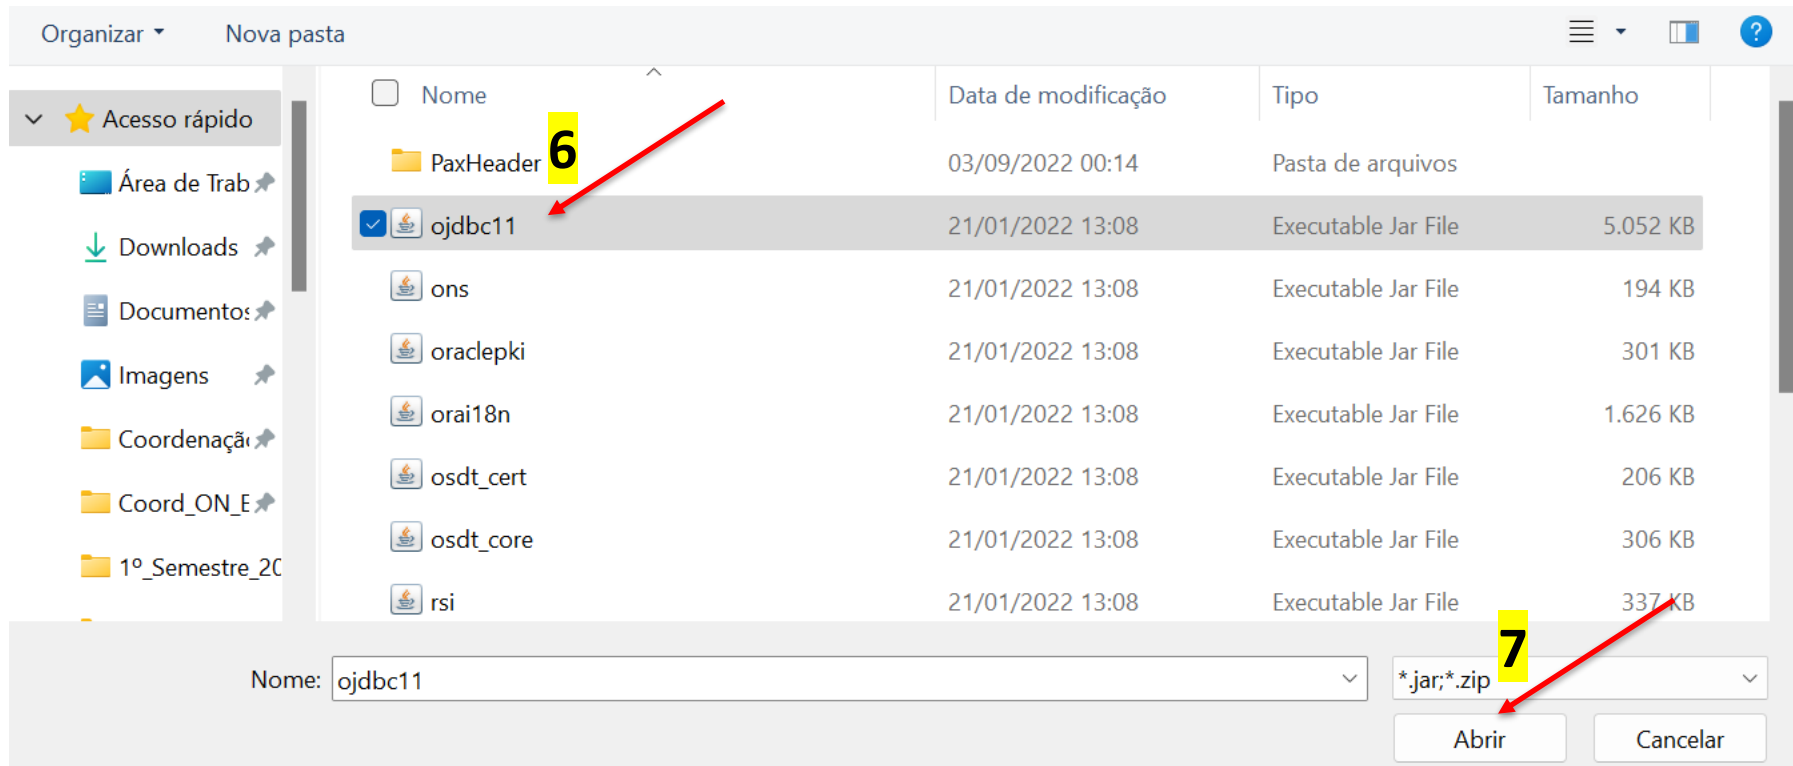 Organizar Nova pasta ?
Nome Data de modificação Tipo Tamanho
Acesso rápido
Área de Trab
Downloads
Documentos
Imagens
Coordenaçã
Coord_ON_E
1º_Semestre_20
6
PaxHeader 03/09/2022 00:14 Pasta de arquivos
ojdbc11 21/01/2022 13:08 Executable Jar File 5.052 KB
ons 21/01/2022 13:08 Executable Jar File 194 KB
oraclepki 21/01/2022 13:08 Executable Jar File 301 KB
orai18n 21/01/2022 13:08 Executable Jar File 1.626 KB
osdt_cert 21/01/2022 13:08 Executable Jar File 206 KB
osdt_core 21/01/2022 13:08 Executable Jar File 306 KB
rsi 21/01/2022 13:08 Executable Jar File 337 KB
7
Nome: ojdbc11 *.jar;*.zip
Abrir Cancelar